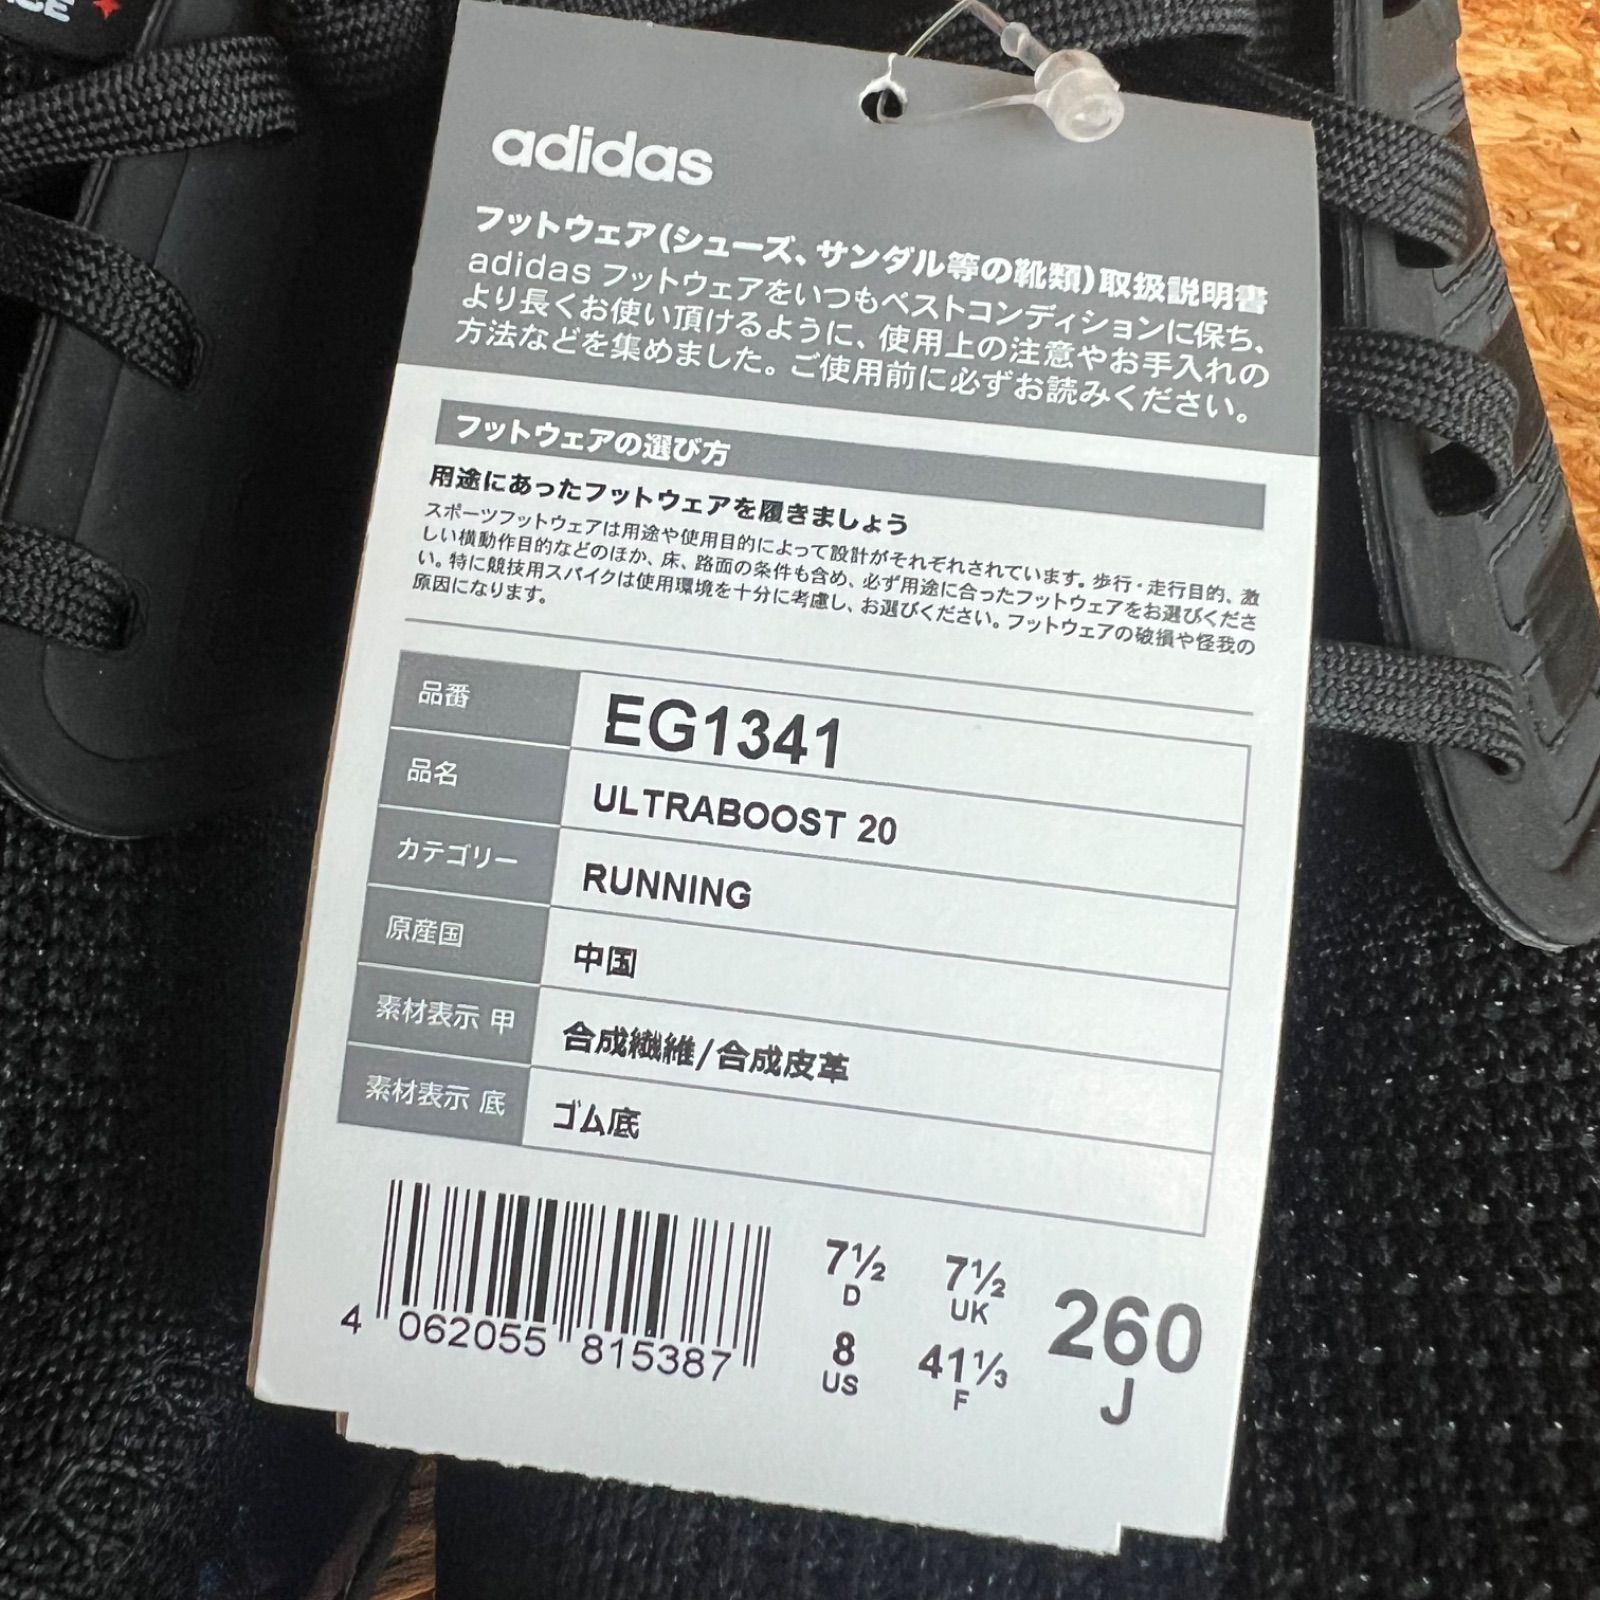 adidas
フットウェア(シューズ、サンダル等の靴類)取扱説明書
adidas フットウェアをいつもベストコンディションに保ち、
より長くお使い頂けるように、使用上の注意やお手入れの
方法などを集めました。ご使用前に必ずお読みください。
フットウェアの選び方
用途にあったフットウェアを履きましょう
スポーツフットウェアは用途や使用目的によって設計がそれぞれされています。歩行・走行目的、激
しい横動作目的などのほか、床、路面の条件も含め、必ず用途に合ったフットウェアをお選びくださ
い。特に競技用スパイクは使用環境を十分に考慮し、お選びください。フットウェアの破損や怪我の
原因になります。
品番 EG1341
品名 ULTRABOOST 20
カテゴリー RUNNING
原産国 中国
素材表示 甲 合成繊維/合成皮革
素材表示 底 ゴム底
4 062055 815387
7½ D 7½ UK
8 US 41⅓ F
260 J